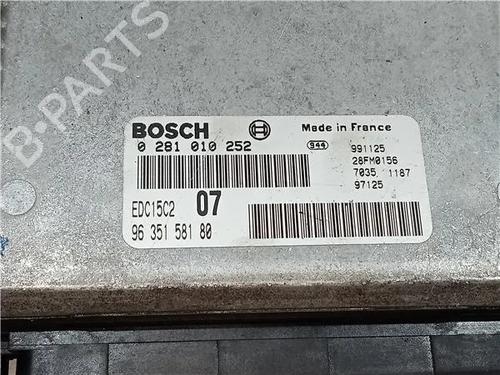 B-PARTS
BOSCH
Made in France
0 281 010 252
S44
991125
28FM0156
7035 1187
97125
EDC15C2 07
96 351 581 80